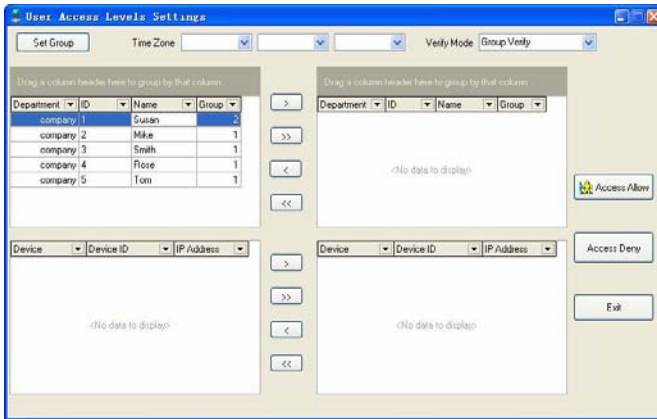 User Access Levels Settings
Set Group Time Zone Verify Mode Group Verify
Drag a column header here to group by that column Drag a column header here to group by that column
Department ID Name Group > Department ID Name Group
company 1 Susan 2
company 2 Mike 1 >>
company 3 Smith 1
company 4 Rose 1 < <No data to display>
company 5 Tom 1
Access Allow
<<
Device Device ID IP Address Device Device ID IP Address Access Deny
>
>>
Exit
<No data to display> < <No data to display>
<<